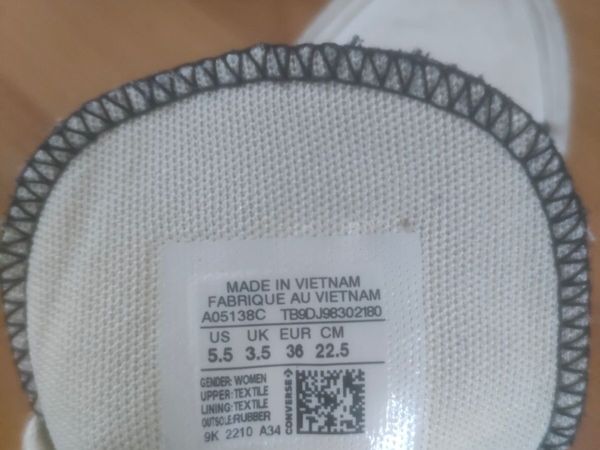 MADE IN VIETNAM
FABRIQUE AU VIETNAM
A05138C TB9DJ98302180
US UK EUR CM
5.5 3.5 36 22.5
GENDER: WOMEN
UPPER: TEXTILE
LINING: TEXTILE
OUTSOLE: RUBBER
9K 2210 A34
CONVERSE